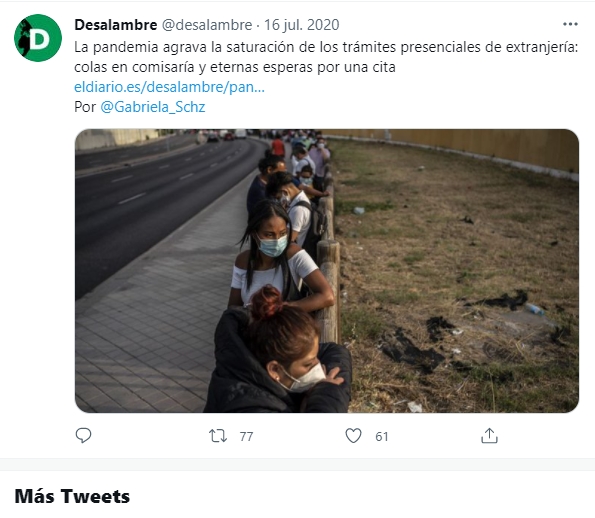 D
Desalambre @desalambre · 16 jul. 2020 ···
La pandemia agrava la saturación de los trámites presenciales de extranjería:
colas en comisaría y eternas esperas por una cita
eldiario.es/desalambre/pan...
Por @Gabriela_Schz
77 61
Más Tweets